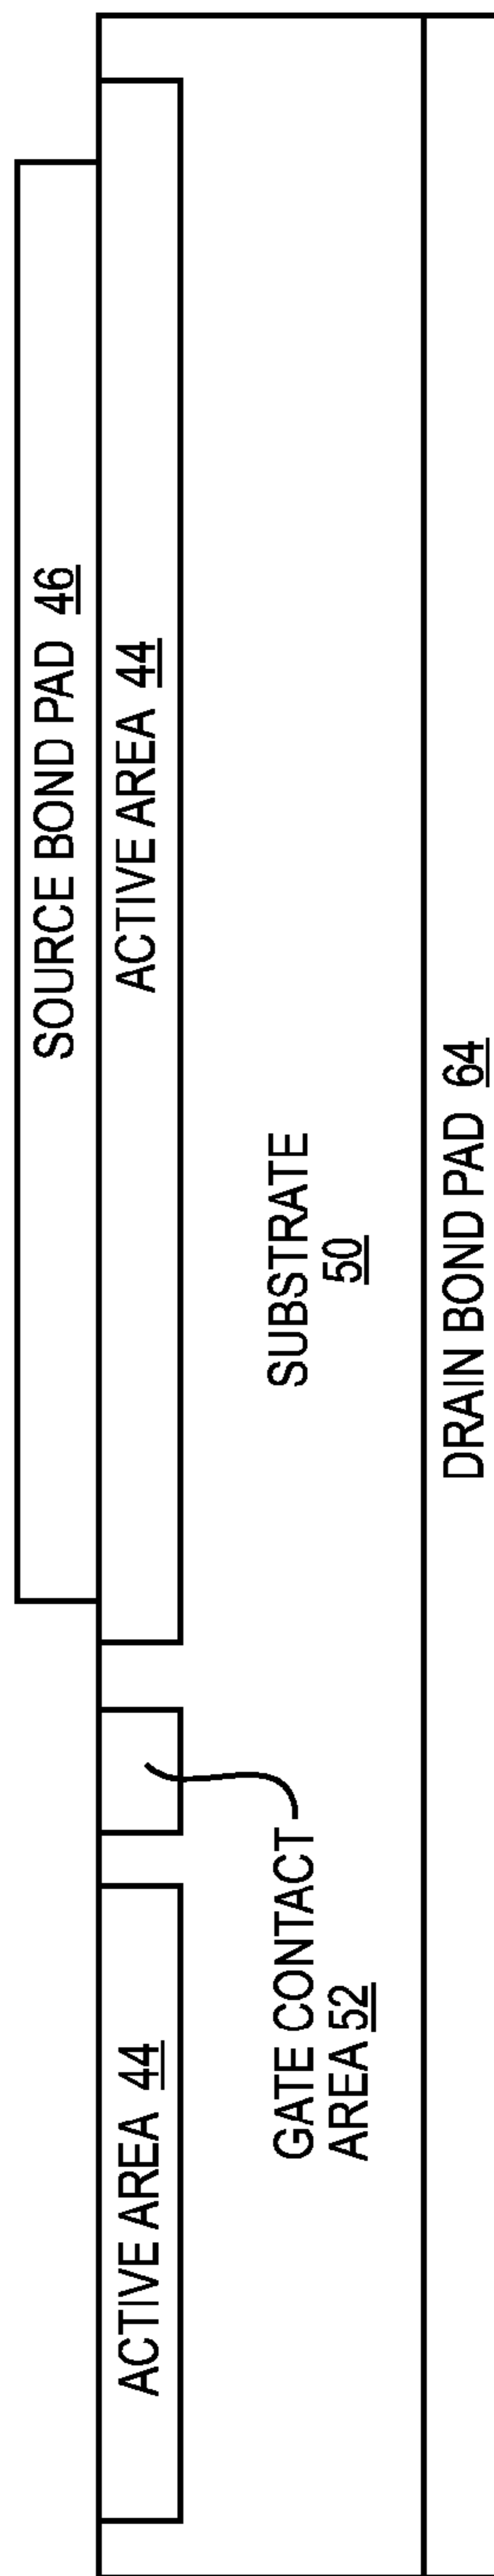 SOURCE BOND PAD 46
ACTIVE AREA 44
ACTIVE AREA 44
SUBSTRATE
50
GATE CONTACT
AREA 52
DRAIN BOND PAD 64